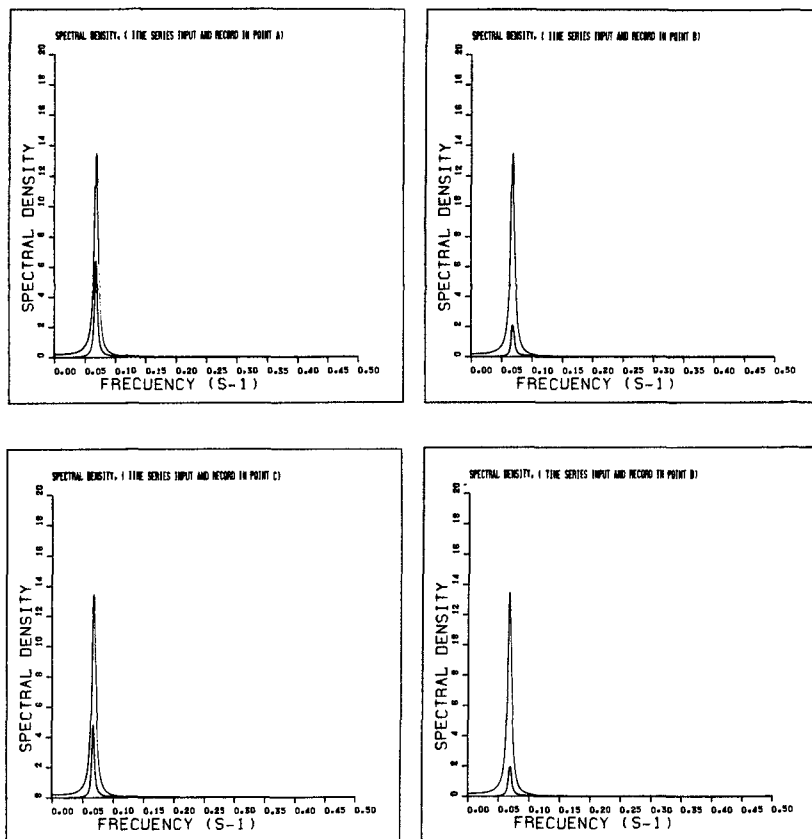 SPECTRAL DENSITY. ( TIME SERIES INPUT AND RECORD IN POINT A)
20
18
16
14
12
10
8
6
4
2
0
SPECTRAL DENSITY
0.00 0.05 0.10 0.15 0.20 0.25 0.30 0.35 0.40 0.45 0.50
FRECUENCY (S-1)
SPECTRAL DENSITY. ( TIME SERIES INPUT AND RECORD IN POINT B)
20
18
16
14
12
10
8
6
4
2
0
SPECTRAL DENSITY
0.00 0.05 0.10 0.15 0.20 0.25 0.30 0.35 0.40 0.45 0.50
FRECUENCY (S-1)
SPECTRAL DENSITY. ( TIME SERIES INPUT AND RECORD IN POINT C)
20
18
16
14
12
10
8
6
4
2
0
SPECTRAL DENSITY
0.00 0.05 0.10 0.15 0.20 0.25 0.30 0.35 0.40 0.45 0.50
FRECUENCY (S-1)
SPECTRAL DENSITY. ( TIME SERIES INPUT AND RECORD IN POINT D)
20
18
16
14
12
10
8
6
4
2
0
SPECTRAL DENSITY
0.00 0.05 0.10 0.15 0.20 0.25 0.30 0.35 0.40 0.45 0.50
FRECUENCY (S-1)